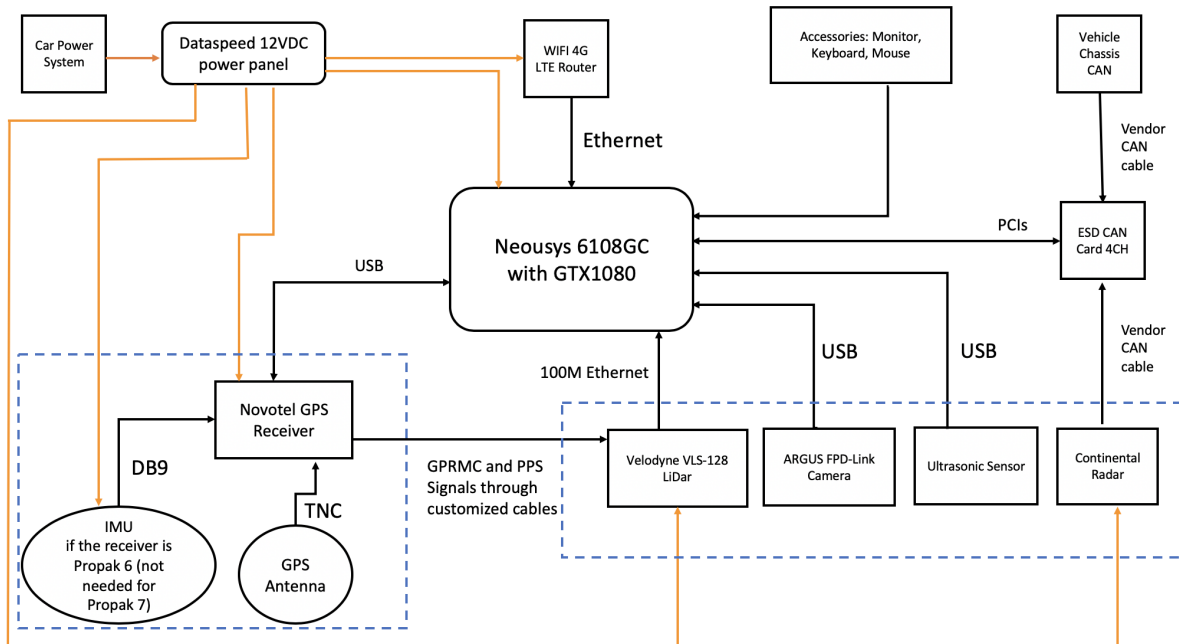 Car Power
System
Dataspeed 12VDC
power panel
WIFI 4G
LTE Router
Accessories: Monitor,
Keyboard, Mouse
Vehicle
Chassis
CAN
Ethernet
Vendor
CAN
cable
Neousys 6108GC
with GTX1080
PCIs
ESD CAN
Card 4CH
USB
USB
USB
Vendor
CAN
cable
100M Ethernet
Novotel GPS
Receiver
DB9
TNC
GPRMC and PPS
Signals through
customized cables
Velodyne VLS-128
LiDar
ARGUS FPD-Link
Camera
Ultrasonic Sensor
Continental
Radar
IMU
if the receiver is
Propak 6 (not
needed for
Propak 7)
GPS
Antenna